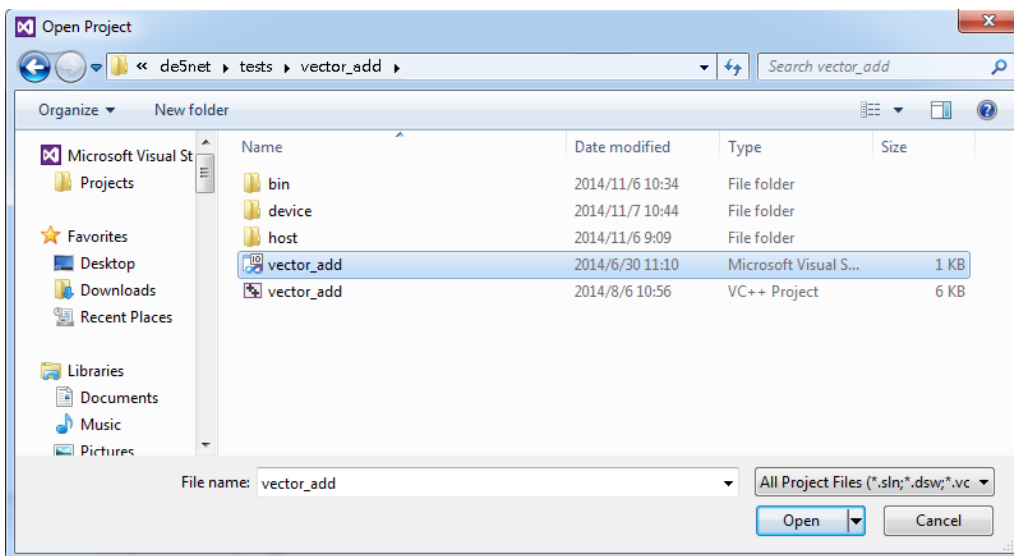 Open Project
« de5net ▸ tests ▸ vector_add ▸ Search vector_add
Organize ▾ New folder
Microsoft Visual St
Projects
Favorites
Desktop
Downloads
Recent Places
Libraries
Documents
Music
Pictures
Name Date modified Type Size
bin 2014/11/6 10:34 File folder
device 2014/11/7 10:44 File folder
host 2014/11/6 9:09 File folder
vector_add 2014/6/30 11:10 Microsoft Visual S... 1 KB
vector_add 2014/8/6 10:56 VC++ Project 6 KB
File name: vector_add All Project Files (*.sln;*.dsw;*.vc
Open Cancel